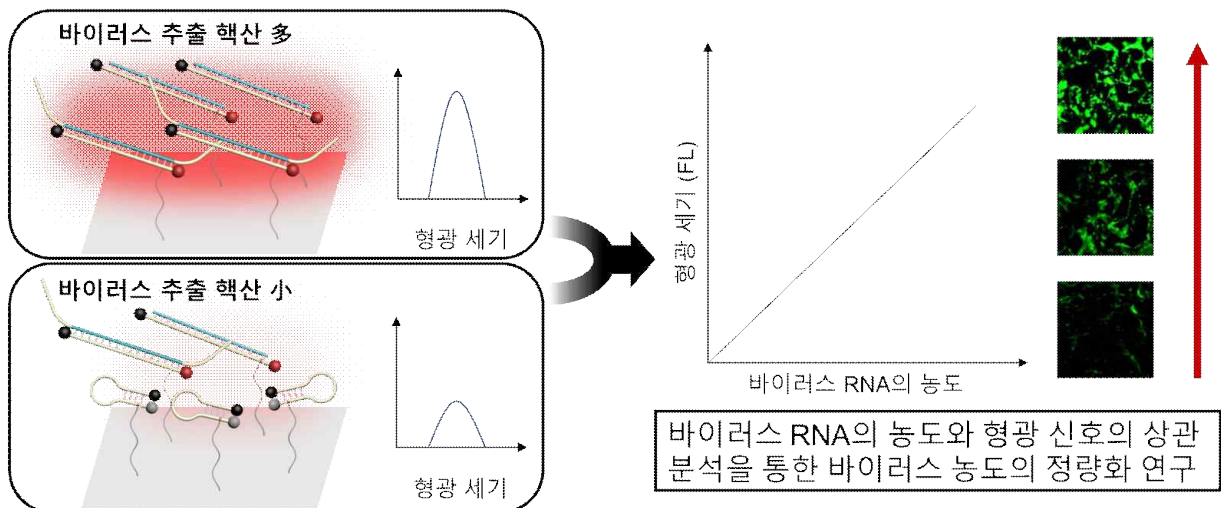 바이러스 추출 핵산 多
형광 세기
바이러스 추출 핵산 小
형광 세기
형광 세기 (FL)
바이러스 RNA의 농도
바이러스 RNA의 농도와 형광 신호의 상관
분석을 통한 바이러스 농도의 정량화 연구